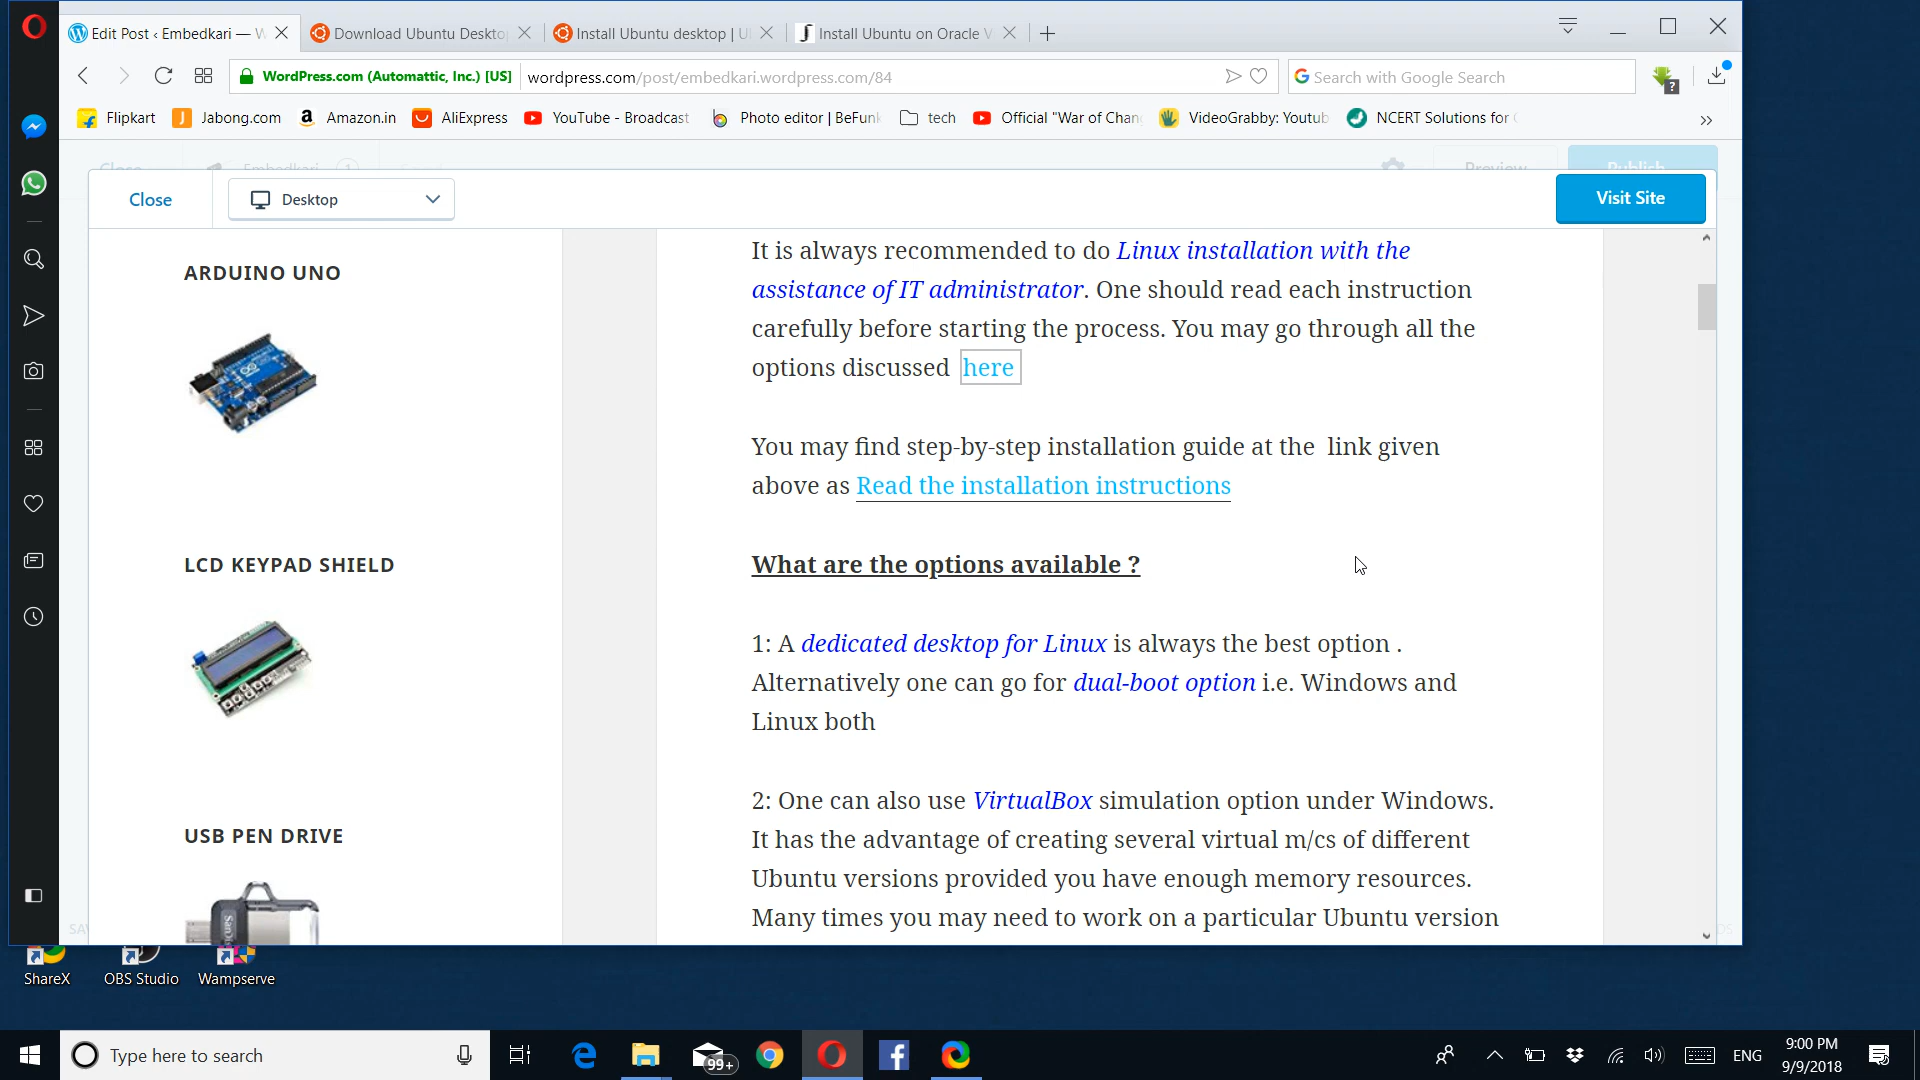 Edit Post ‹ Embedkari — W
Download Ubuntu Deskto
Install Ubuntu desktop | U
Install Ubuntu on Oracle V
WordPress.com (Automattic, Inc.) [US]
wordpress.com/post/embedkari.wordpress.com/84
Search with Google Search
?
Flipkart
Jabong.com
Amazon.in
AliExpress
YouTube - Broadcast
Photo editor | BeFunk
tech
Official "War of Chan
VideoGrabby: Youtub
NCERT Solutions for
Close
Embedkari
1
Preview
Publish
Close
Desktop
Visit Site
ARDUINO UNO
LCD KEYPAD SHIELD
USB PEN DRIVE
SanDisk
It is always recommended to do Linux installation with the
assistance of IT administrator. One should read each instruction
carefully before starting the process. You may go through all the
options discussed here
You may find step-by-step installation guide at the link given
above as Read the installation instructions
What are the options available ?
1: A dedicated desktop for Linux is always the best option .
Alternatively one can go for dual-boot option i.e. Windows and
Linux both
2: One can also use VirtualBox simulation option under Windows.
It has the advantage of creating several virtual m/cs of different
Ubuntu versions provided you have enough memory resources.
Many times you may need to work on a particular Ubuntu version
ShareX
OBS Studio
Wampserve
Type here to search
99+
ENG
9:00 PM
9/9/2018